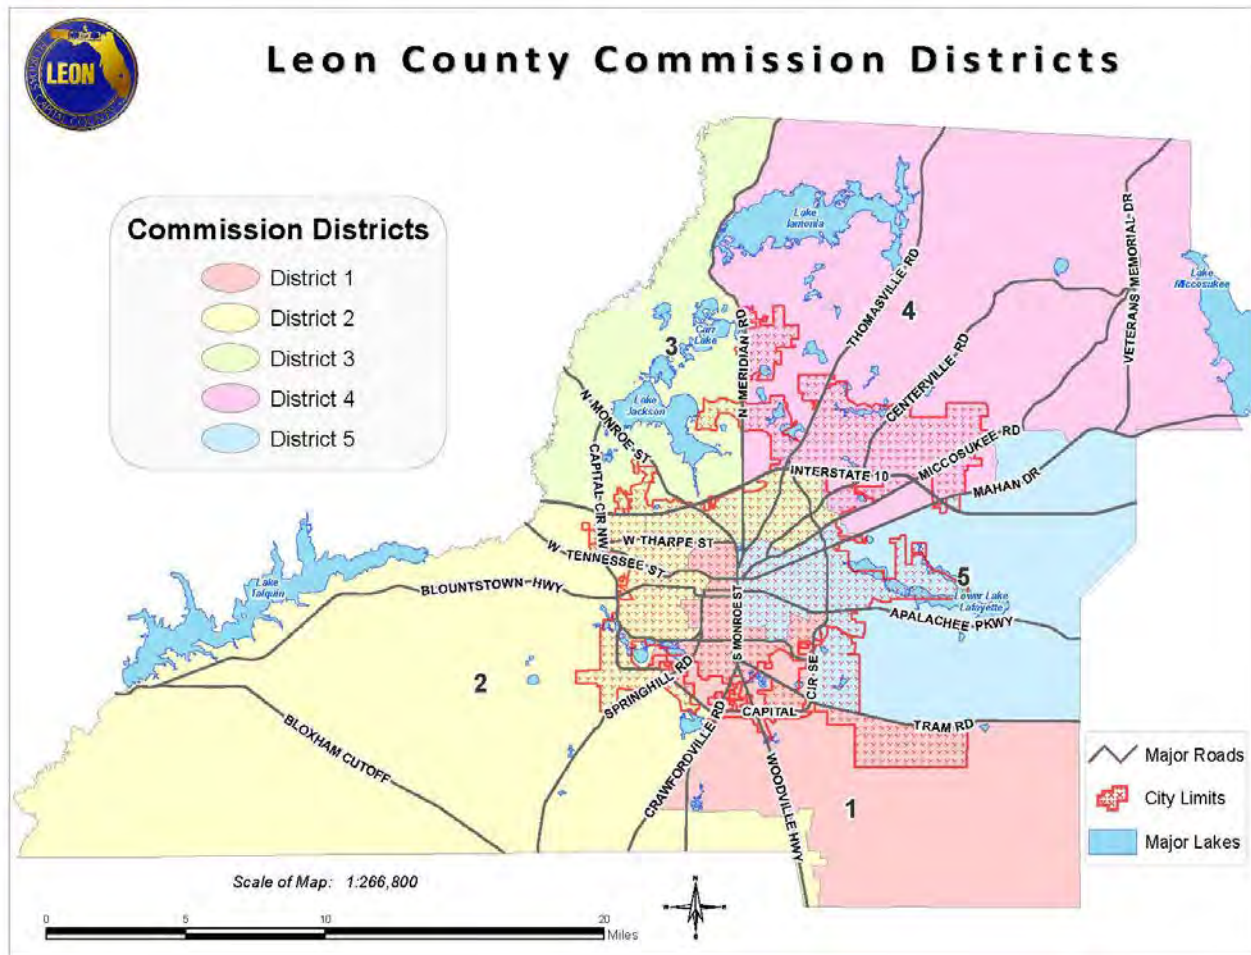 LEON
Leon County Commission Districts
Commission Districts
District 1
District 2
District 3
District 4
District 5
Lake
Iamonia
THOMASVILLE RD
VETERANS MEMORIAL DR
Lake
Miccosukee
4
N MERIDIAN RD
Carr
Lake
3
CENTERVILLE RD
Lake
Jackson
N MONROE ST
CAPITAL CIR NW
MICCOSUKEE RD
INTERSTATE 10
MAHAN DR
W THARPE ST
W TENNESSEE ST
Lake
Talquin
BLOUNTSTOWN HWY
5
Lower Lake
Lafayette
APALACHEE PKWY
S MONROE ST
CIR SE
2
SPRINGHILL RD
CAPITAL
TRAM RD
BLOXHAM CUTOFF
CRAWFORDVILLE RD
WOODVILLE HWY
1
Major Roads
City Limits
Major Lakes
Scale of Map: 1:266,800
0 5 10 20
Miles
N